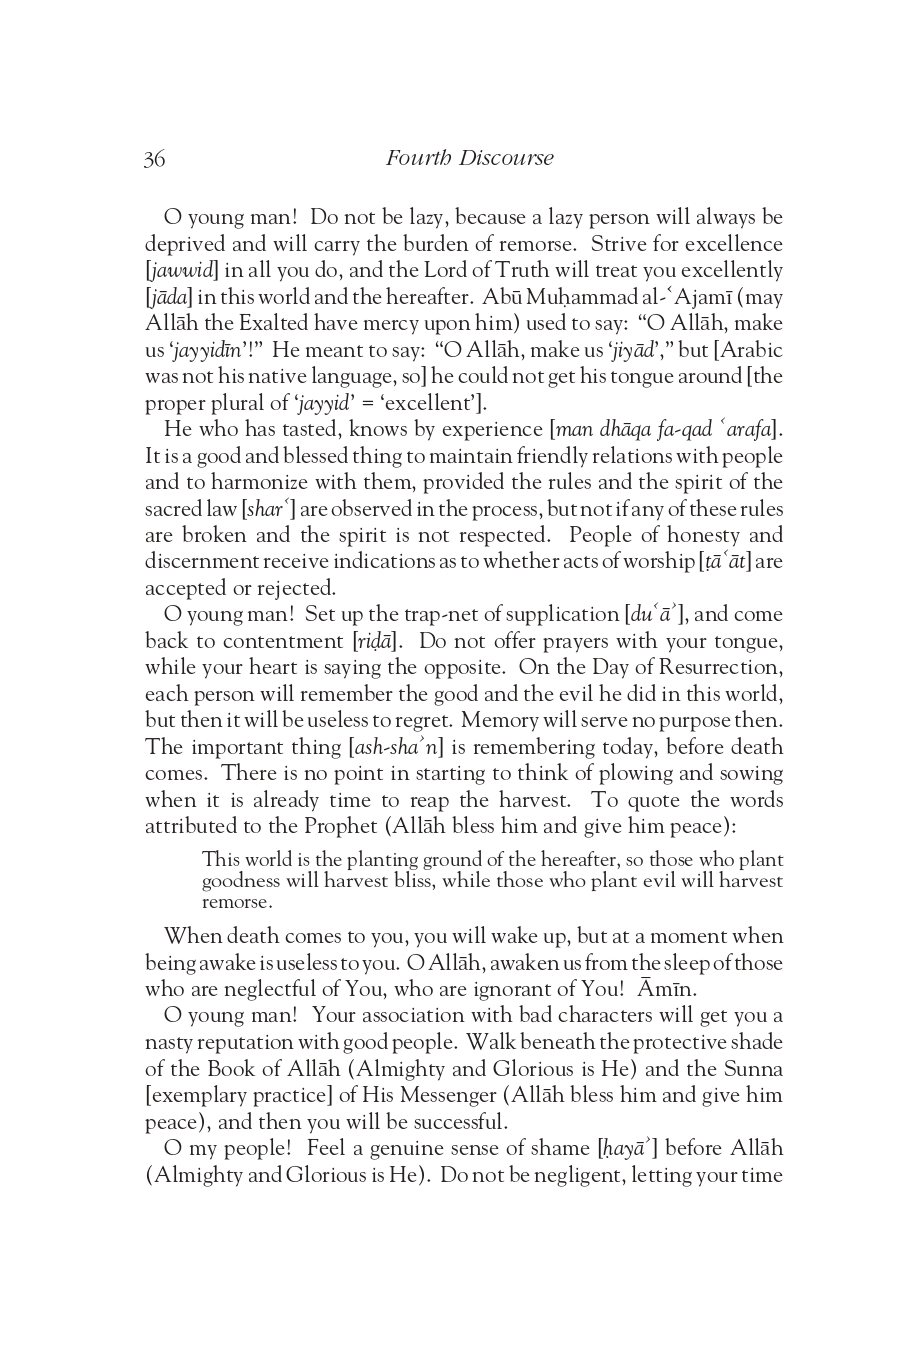 36
Fourth Discourse
O young man! Do not be lazy, because a lazy person will always be
deprived and will carry the burden of remorse. Strive for excellence
[jawwid] in all you do, and the Lord of Truth will treat you excellently
[jāda] in this world and the hereafter. Abū Muḥammad al-ʿAjamī (may
Allāh the Exalted have mercy upon him) used to say: “O Allāh, make
us ‘jayyidīn’!” He meant to say: “O Allāh, make us ‘jiyād’,” but [Arabic
was not his native language, so] he could not get his tongue around [the
proper plural of ‘jayyid’ = ‘excellent’].
He who has tasted, knows by experience [man dhāqa fa-qad ʿarafa].
It is a good and blessed thing to maintain friendly relations with people
and to harmonize with them, provided the rules and the spirit of the
sacred law [sharʿ] are observed in the process, but not if any of these rules
are broken and the spirit is not respected. People of honesty and
discernment receive indications as to whether acts of worship [ṭāʿāt] are
accepted or rejected.
O young man! Set up the trap-net of supplication [duʿāʾ], and come
back to contentment [riḍā]. Do not offer prayers with your tongue,
while your heart is saying the opposite. On the Day of Resurrection,
each person will remember the good and the evil he did in this world,
but then it will be useless to regret. Memory will serve no purpose then.
The important thing [ash-shaʾn] is remembering today, before death
comes. There is no point in starting to think of plowing and sowing
when it is already time to reap the harvest. To quote the words
attributed to the Prophet (Allāh bless him and give him peace):
This world is the planting ground of the hereafter, so those who plant
goodness will harvest bliss, while those who plant evil will harvest
remorse.
When death comes to you, you will wake up, but at a moment when
being awake is useless to you. O Allāh, awaken us from the sleep of those
who are neglectful of You, who are ignorant of You! Āmīn.
O young man! Your association with bad characters will get you a
nasty reputation with good people. Walk beneath the protective shade
of the Book of Allāh (Almighty and Glorious is He) and the Sunna
[exemplary practice] of His Messenger (Allāh bless him and give him
peace), and then you will be successful.
O my people! Feel a genuine sense of shame [ḥayāʾ] before Allāh
(Almighty and Glorious is He). Do not be negligent, letting your time